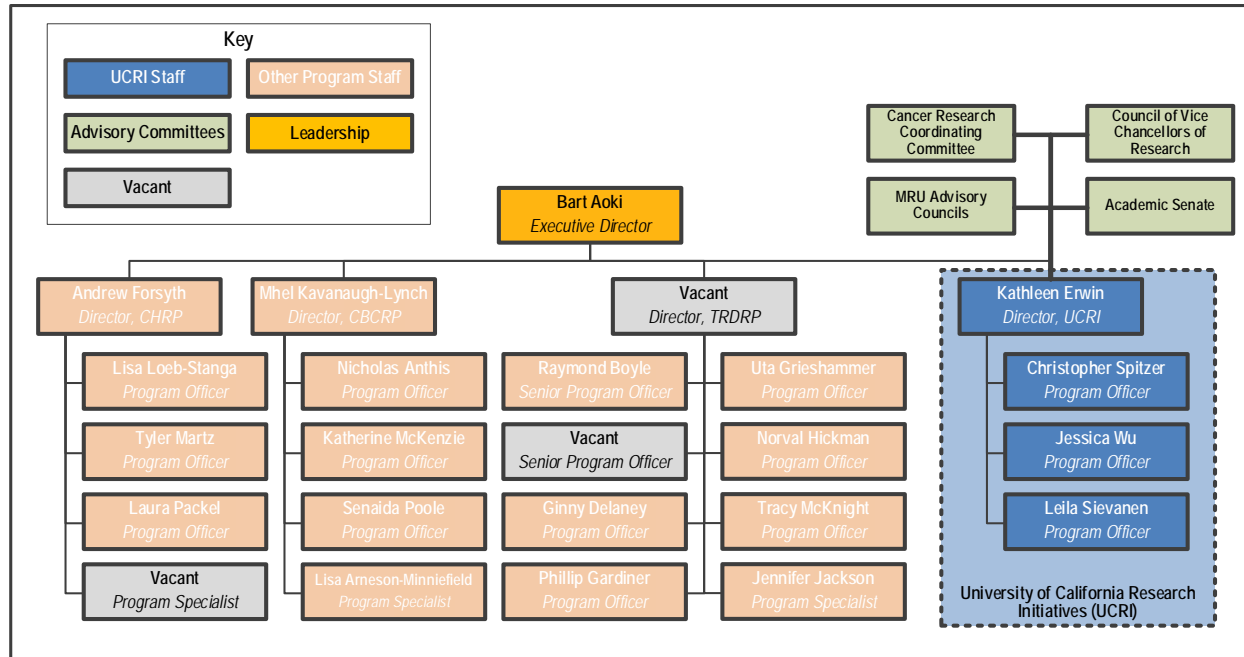 Key
UCRI Staff
Other Program Staff
Advisory Committees
Leadership
Vacant
Cancer Research
Coordinating
Committee
Council of Vice
Chancellors of
Research
MRU Advisory
Councils
Academic Senate
Bart Aoki
Executive Director
Andrew Forsyth
Director, CHRP
Mhel Kavanaugh-Lynch
Director, CBCRP
Vacant
Director, TRDRP
Kathleen Erwin
Director, UCRI
Lisa Loeb-Stanga
Program Officer
Tyler Martz
Program Officer
Laura Packel
Program Officer
Vacant
Program Specialist
Nicholas Anthis
Program Officer
Katherine McKenzie
Program Officer
Senaida Poole
Program Officer
Lisa Arneson-Minniefield
Program Specialist
Raymond Boyle
Senior Program Officer
Vacant
Senior Program Officer
Ginny Delaney
Program Officer
Phillip Gardiner
Program Officer
Uta Grieshammer
Program Officer
Norval Hickman
Program Officer
Tracy McKnight
Program Officer
Jennifer Jackson
Program Specialist
Christopher Spitzer
Program Officer
Jessica Wu
Program Officer
Leila Sievanen
Program Officer
University of California Research
Initiatives (UCRI)